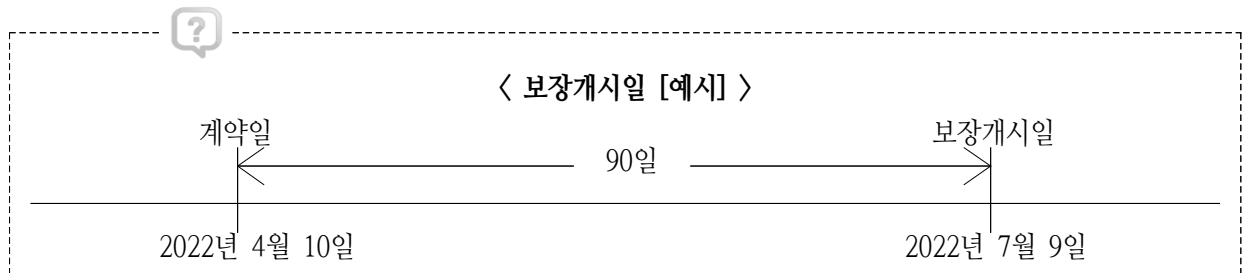 ?
〈 보장개시일 [예시] 〉
계약일 보장개시일
90일
2022년 4월 10일 2022년 7월 9일